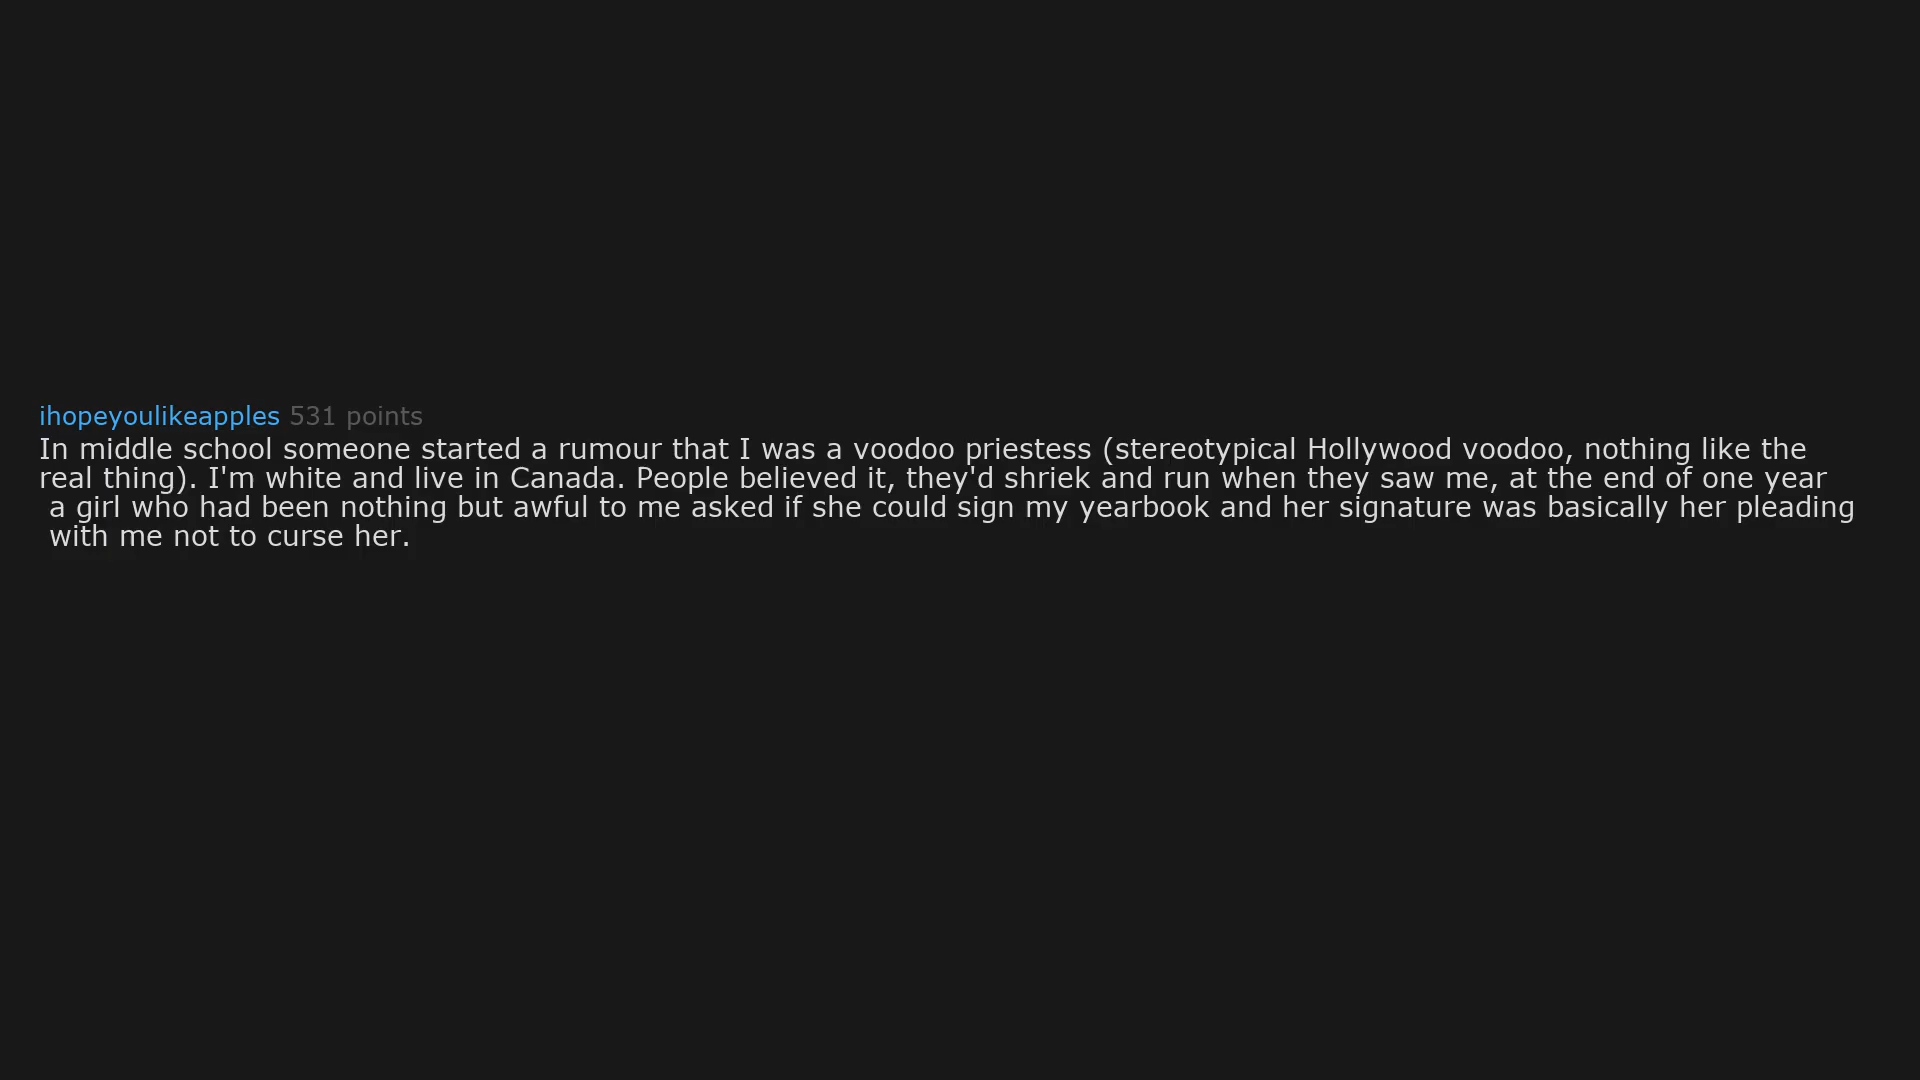 ihopeyoulikeapples 531 points
In middle school someone started a rumour that I was a voodoo priestess (stereotypical Hollywood voodoo, nothing like the
real thing). I'm white and live in Canada. People believed it, they'd shriek and run when they saw me, at the end of one year
a girl who had been nothing but awful to me asked if she could sign my yearbook and her signature was basically her pleading
with me not to curse her.